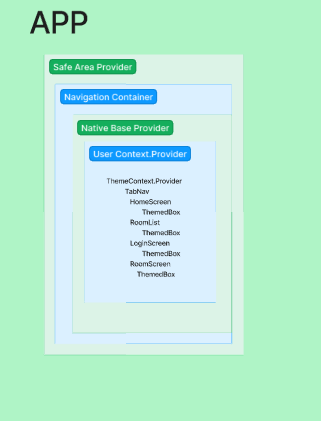 APP
Safe Area Provider
Navigation Container
Native Base Provider
User Context.Provider
ThemeContext.Provider
TabNav
HomeScreen
ThemedBox
RoomList
ThemedBox
LoginScreen
ThemedBox
RoomScreen
ThemedBox